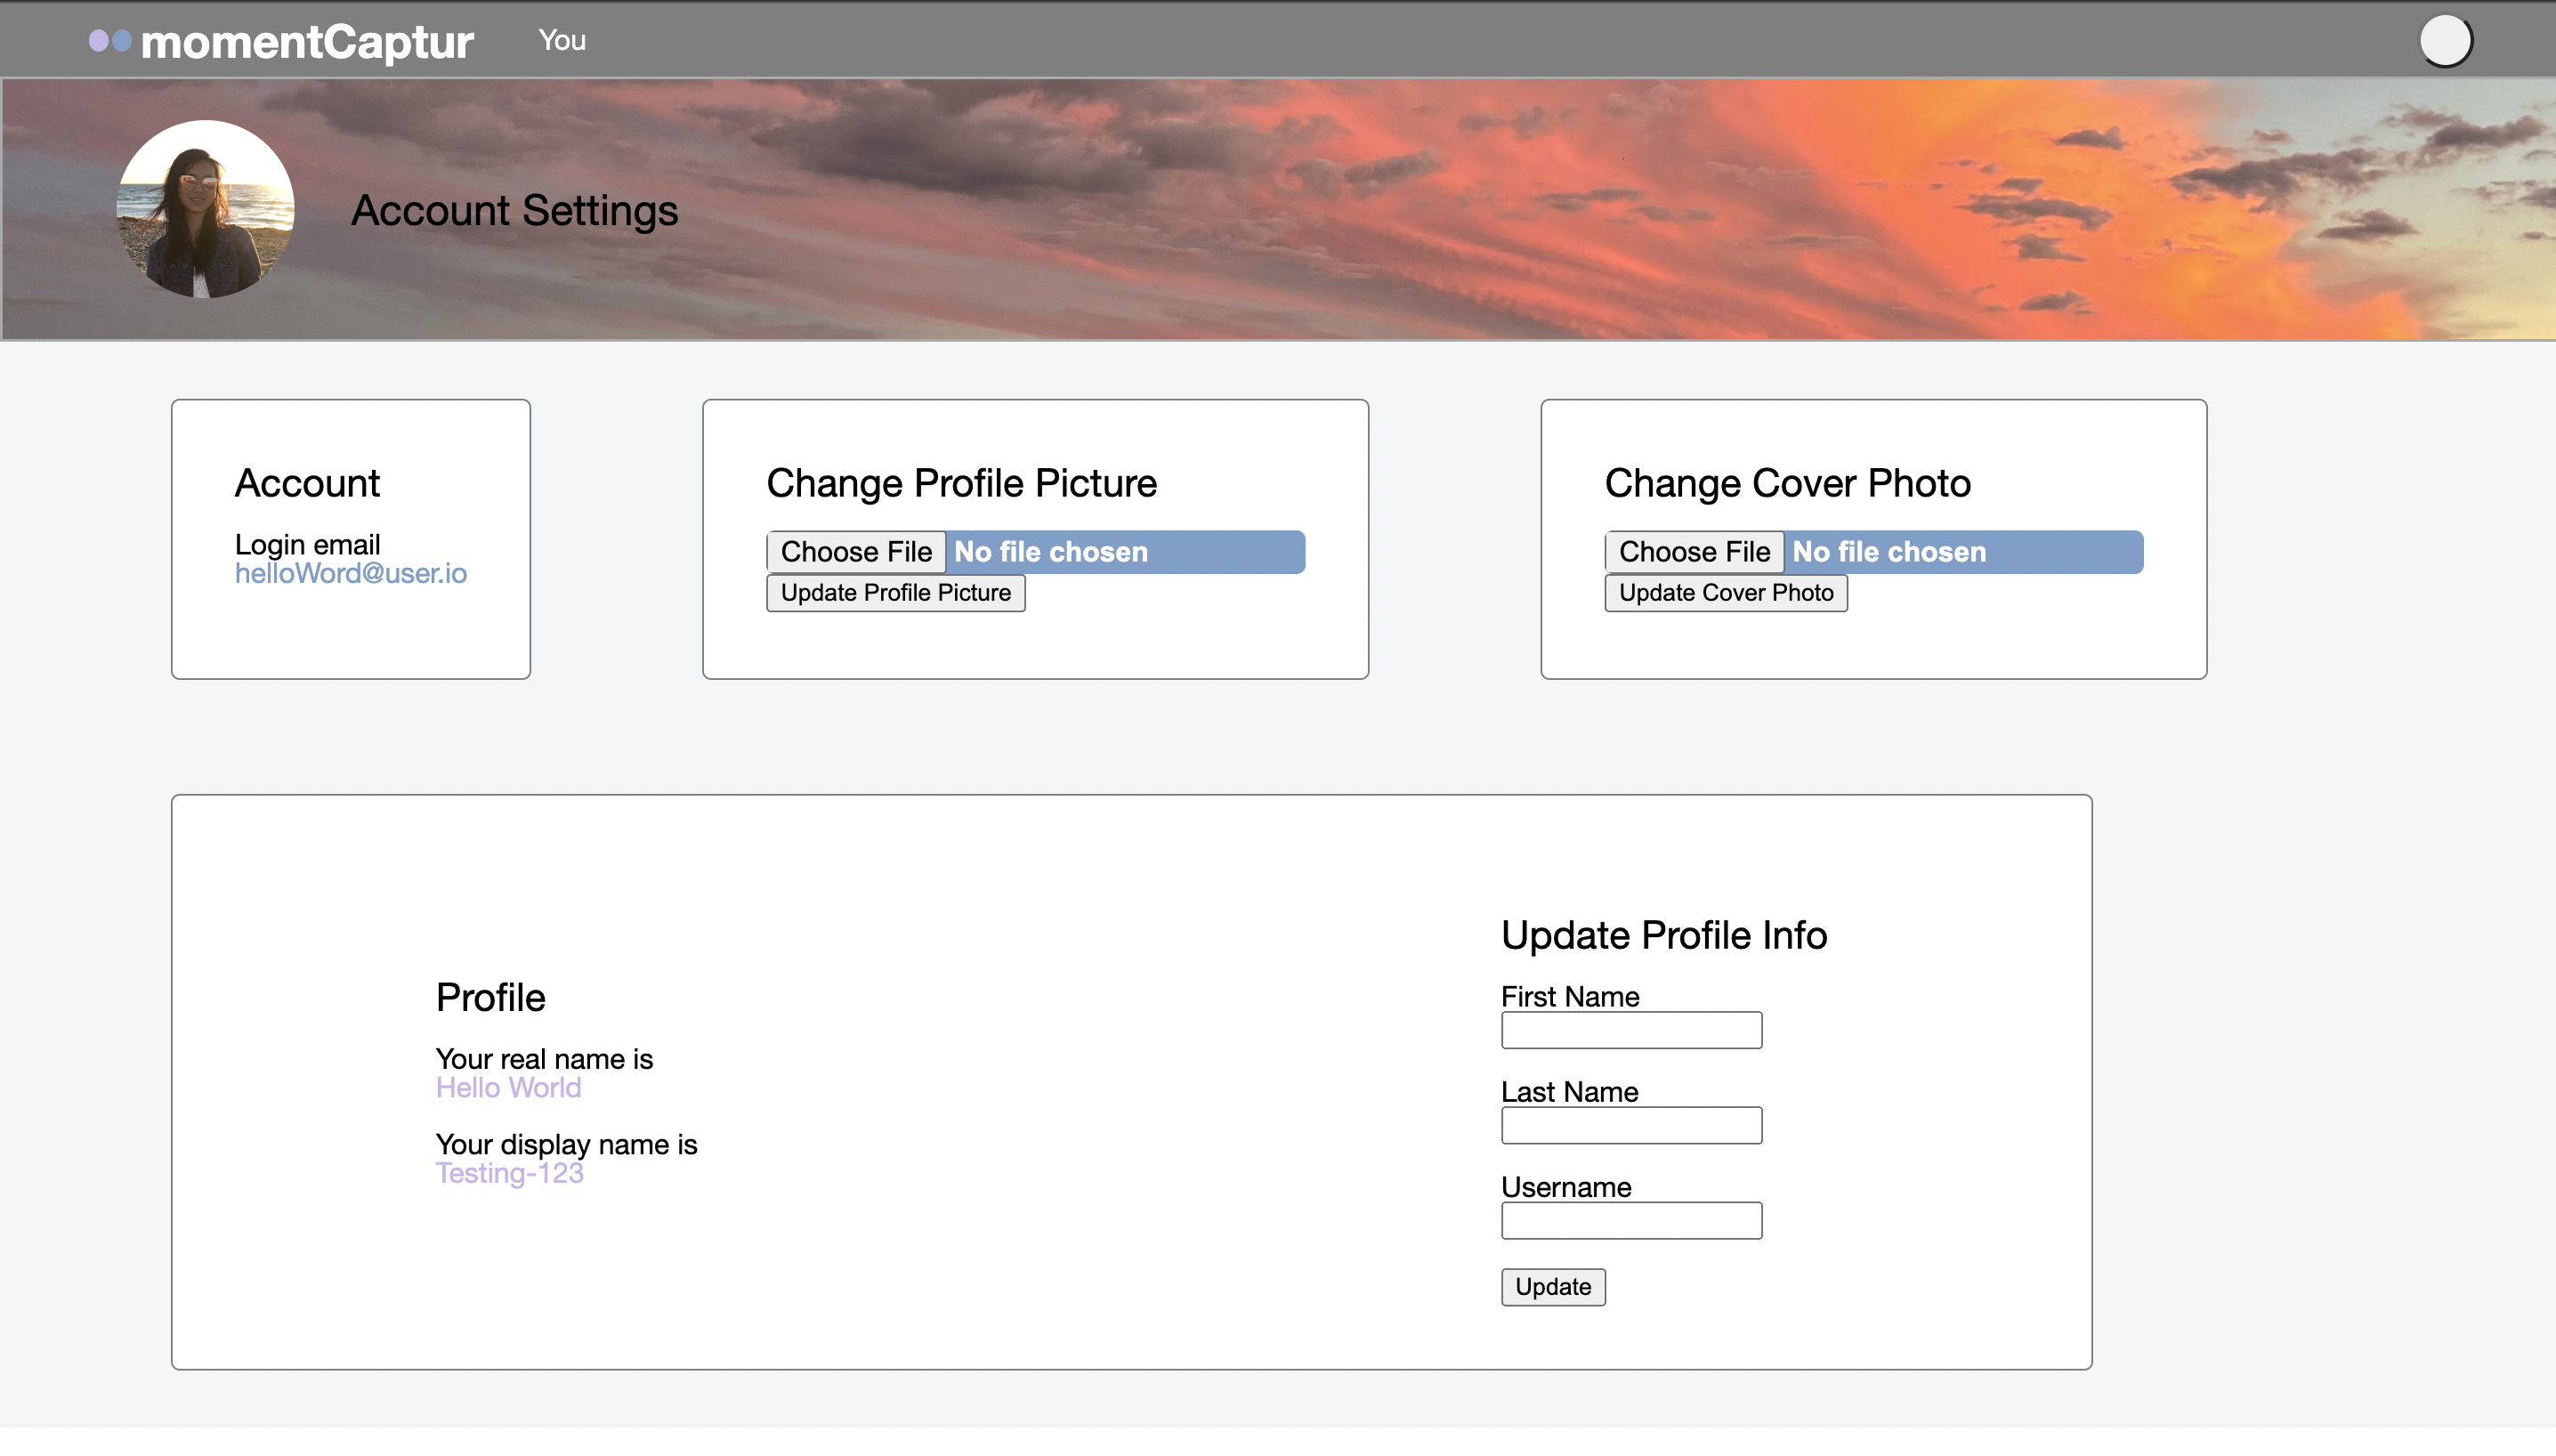 momentCaptur
You
Account Settings
Account
Login email
helloWord@user.io
Change Profile Picture
Choose File No file chosen
Update Profile Picture
Change Cover Photo
Choose File No file chosen
Update Cover Photo
Profile
Your real name is
Hello World
Your display name is
Testing-123
Update Profile Info
First Name
Last Name
Username
Update